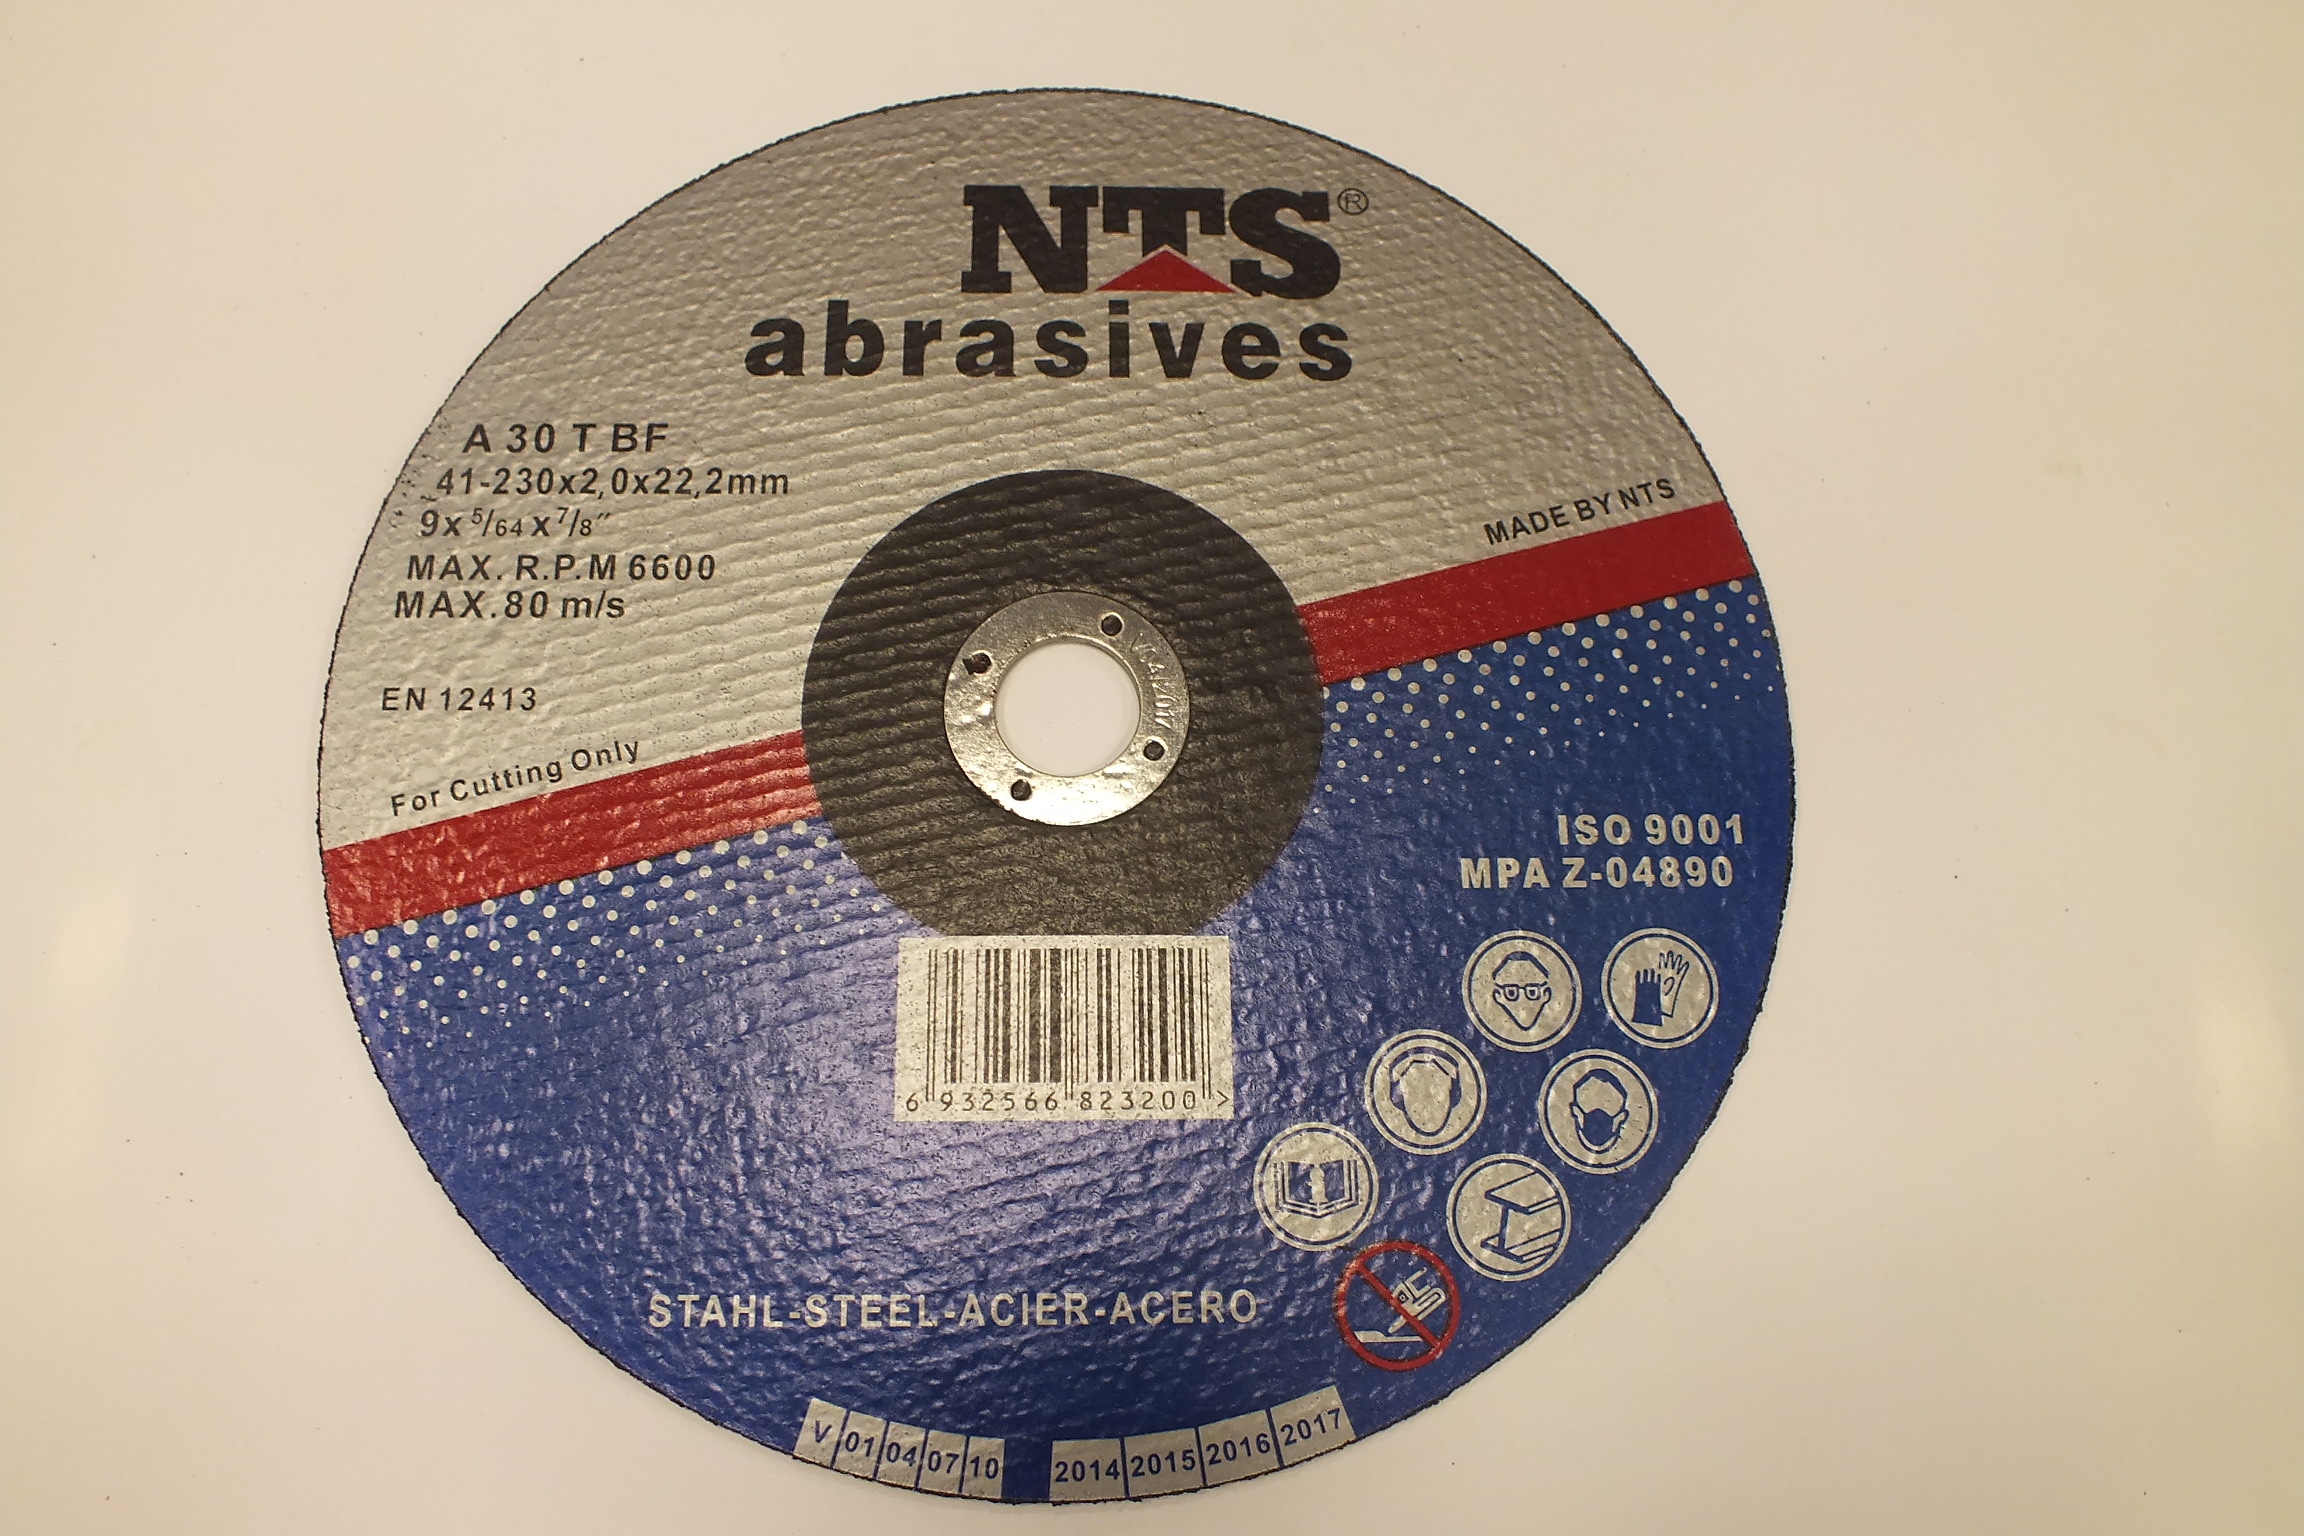 NTS®
abrasives
A 30 T BF
41-230x2,0x22,2mm
9x 5/64 x 7/8″
MAX. R.P.M 6600
MAX. 80 m/s
EN 12413
For Cutting Only
MADE BY NTS
V04/2017
ISO 9001
MPA Z-04890
6 932566 823200 >
STAHL-STEEL-ACIER-ACERO
V 01 04 07 10 2014 2015 2016 2017